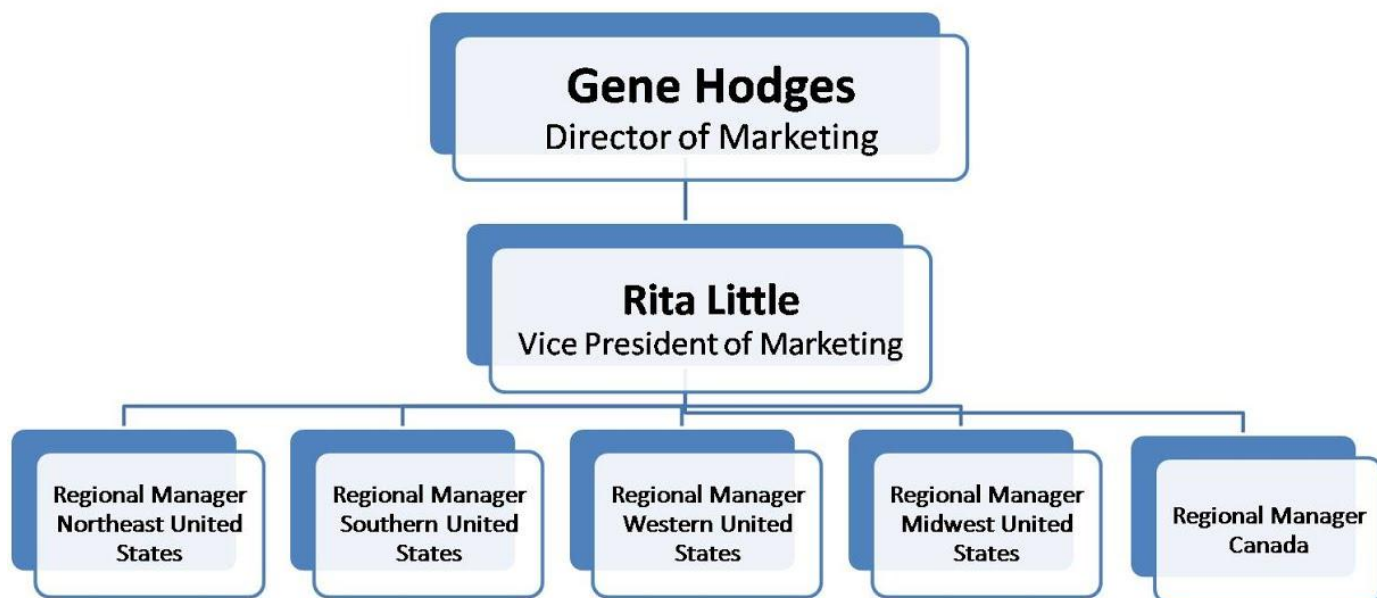 Gene Hodges
Director of Marketing
Rita Little
Vice President of Marketing
Regional Manager
Northeast United
States
Regional Manager
Southern United
States
Regional Manager
Western United
States
Regional Manager
Midwest United
States
Regional Manager
Canada